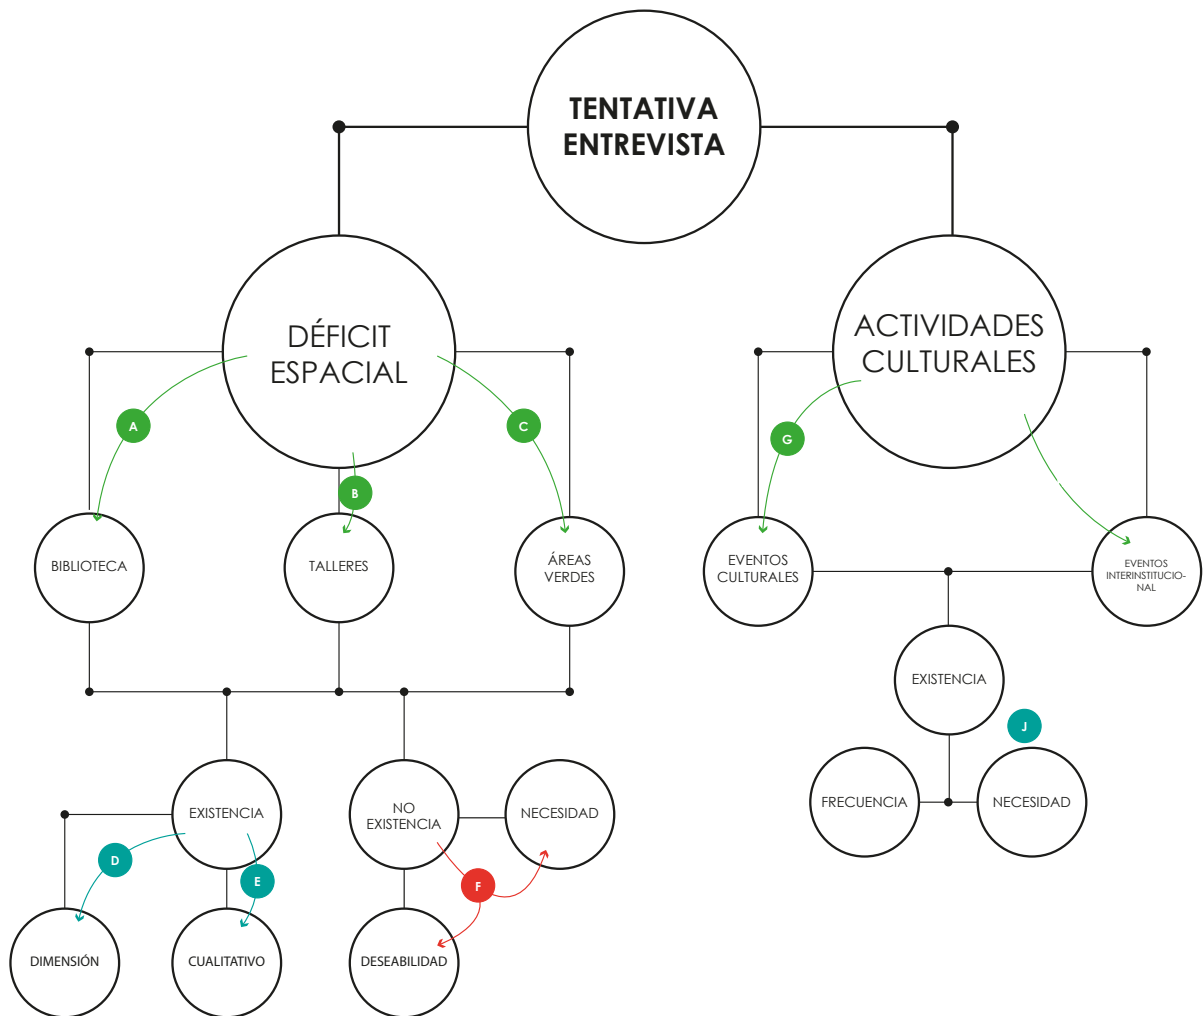 TENTATIVA
ENTREVISTA
DÉFICIT
ESPACIAL
ACTIVIDADES
CULTURALES
A
C
G
B
BIBLIOTECA
TALLERES
ÁREAS
VERDES
EVENTOS
CULTURALES
EVENTOS
INTERINSTITUCIO-
NAL
EXISTENCIA
J
EXISTENCIA
NO
EXISTENCIA
NECESIDAD
FRECUENCIA
NECESIDAD
D
E
F
DIMENSIÓN
CUALITATIVO
DESEABILIDAD